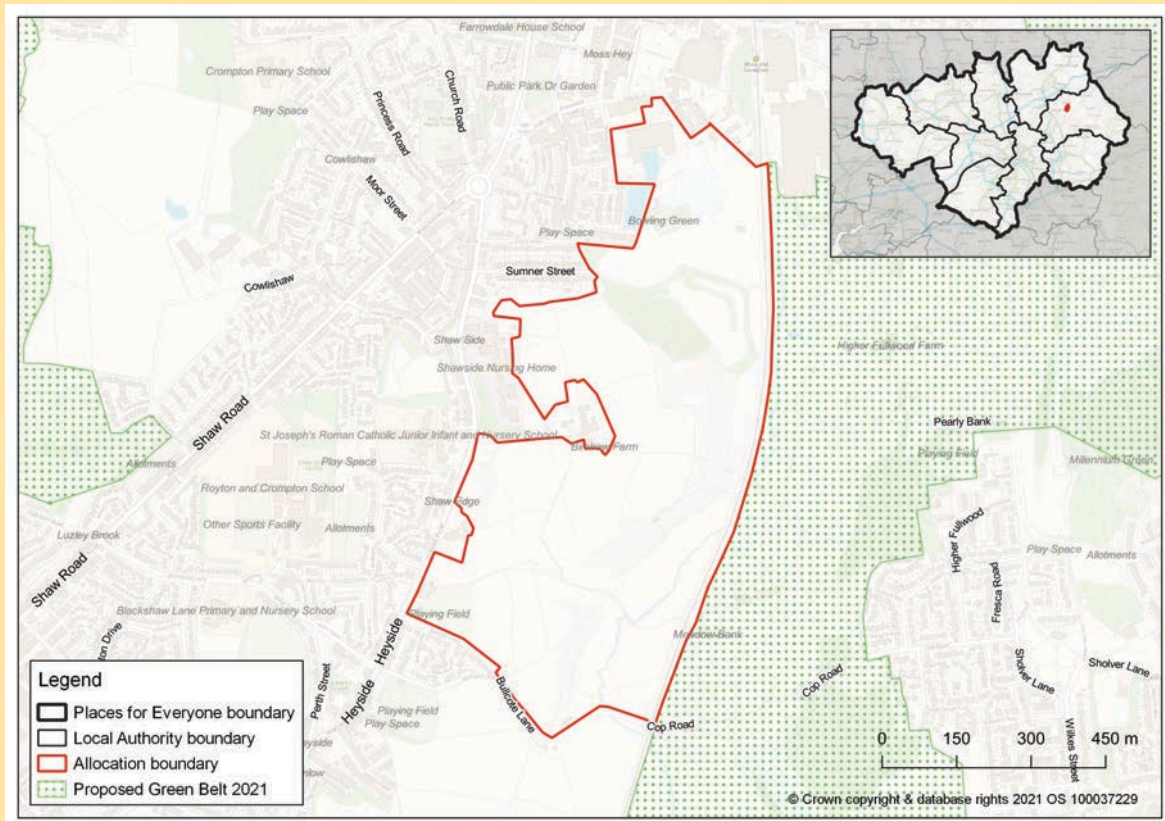 Farrowdale House School
Moss Hey
Crompton Primary School
Church Road
Public Park Or Garden
Play Space
Princess Road
Cowlishaw
Moor Street
Bowling Green
Play Space
Sumner Street
Cowlishaw
Shaw Side
Higher Fullwood Farm
Shawside Nursing Home
Shaw Road
Pearly Bank
St Joseph's Roman Catholic Junior Infant and Nursery School
Playing Field
Millennium Green
Allotments
Play Space
Royton and Crompton School
Shaw Edge
Other Sports Facility
Allotments
Luzley Brook
Higher Fullwood
Play Space
Allotments
Shaw Road
Fresca Road
Blackshaw Lane Primary and Nursery School
Playing Field
Heyside
Meadow Bank
Sholver Lane
Sholver Lane
ton Drive
Perth Street
Heyside
Playing Field
Play Space
Bullcote Lane
Cop Road
Cop Road
Wilkes Street
Legend
Places for Everyone boundary
Local Authority boundary
Allocation boundary
Proposed Green Belt 2021
0 150 300 450 m
© Crown copyright & database rights 2021 OS 100037229